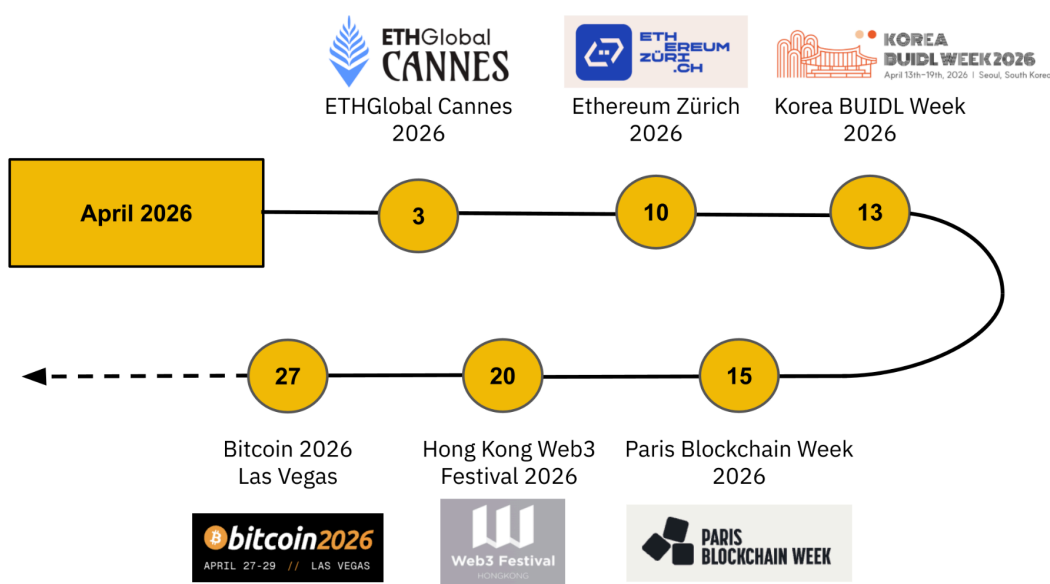 ETHGlobal
CANNES
ETH
EREUM
ZÜRI
.CH
KOREA
BUIDL WEEK 2026
April 13th-19th, 2026 | Seoul, South Korea
ETHGlobal Cannes
2026
Ethereum Zürich
2026
Korea BUIDL Week
2026
April 2026
3
10
13
27
20
15
Bitcoin 2026
Las Vegas
Hong Kong Web3
Festival 2026
Paris Blockchain Week
2026
bitcoin2026
APRIL 27-29 // LAS VEGAS
Web3 Festival
HONGKONG
PARIS
BLOCKCHAIN WEEK